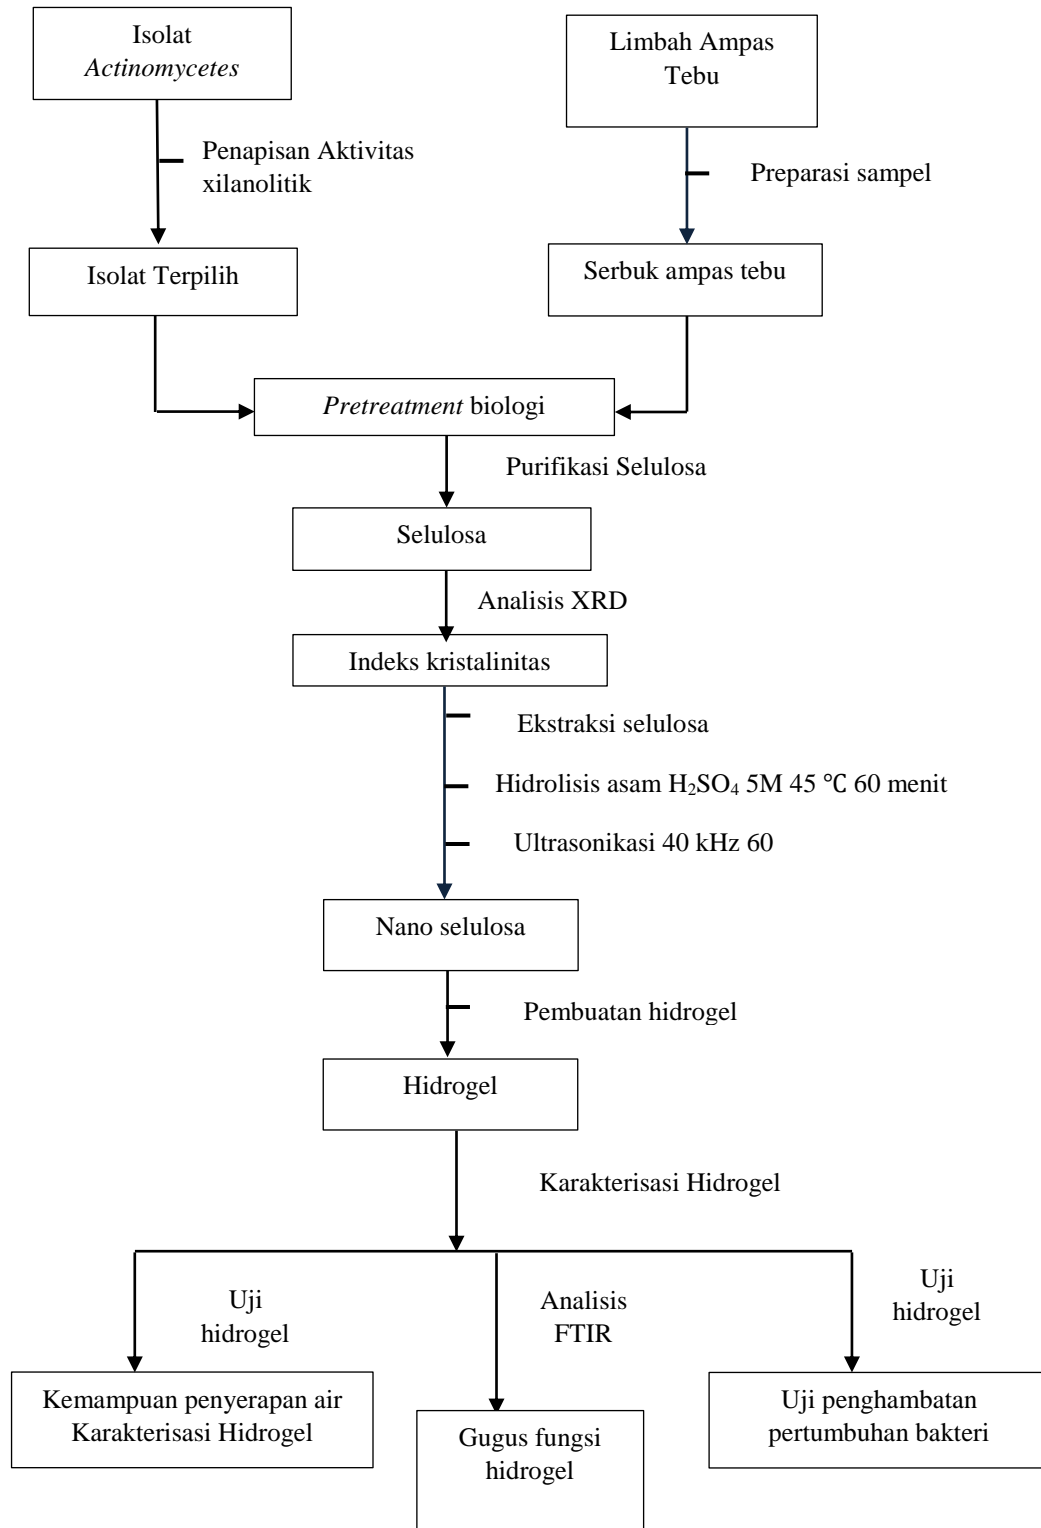 Isolat
Actinomycetes
Limbah Ampas
Tebu
Penapisan Aktivitas
xilanolitik
Preparasi sampel
Isolat Terpilih
Serbuk ampas tebu
Pretreatment biologi
Purifikasi Selulosa
Selulosa
Analisis XRD
Indeks kristalinitas
Ekstraksi selulosa
Hidrolisis asam H₂SO₄ 5M 45 ℃ 60 menit
Ultrasonikasi 40 kHz 60
Nano selulosa
Pembuatan hidrogel
Hidrogel
Karakterisasi Hidrogel
Uji
hidrogel
Analisis
FTIR
Uji
hidrogel
Kemampuan penyerapan air
Karakterisasi Hidrogel
Gugus fungsi
hidrogel
Uji penghambatan
pertumbuhan bakteri